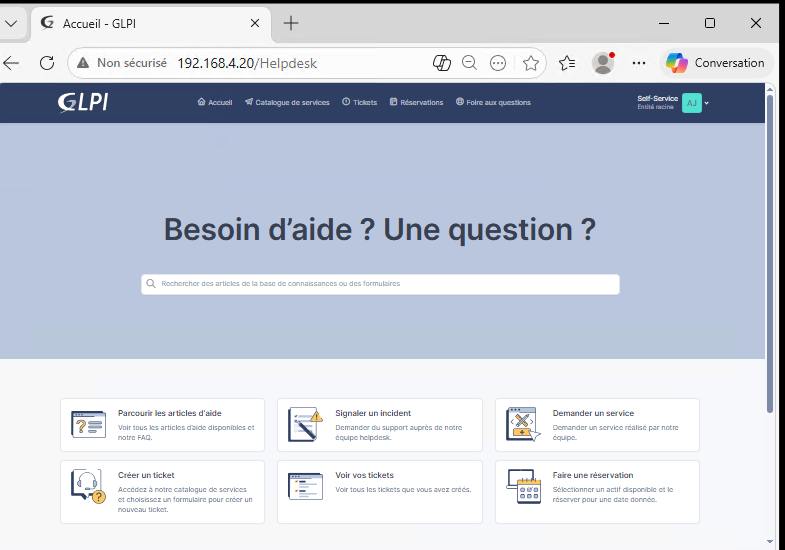 Accueil - GLPI
Non sécurisé 192.168.4.20/Helpdesk
Conversation
GLPI
Accueil
Catalogue de services
Tickets
Réservations
Foire aux questions
Self-Service
Entité racine
AJ
Besoin d'aide ? Une question ?
Rechercher des articles de la base de connaissances ou des formulaires
Parcourir les articles d'aide
Voir tous les articles d'aide disponibles et
notre FAQ.
Signaler un incident
Demander du support auprès de notre
équipe helpdesk.
Demander un service
Demander un service réalisé par notre
équipe.
Créer un ticket
Accédez à notre catalogue de services
et choisissez un formulaire pour créer un
nouveau ticket.
Voir vos tickets
Voir tous les tickets que vous avez créés.
Faire une réservation
Sélectionner un actif disponible et le
réserver pour une date donnée.